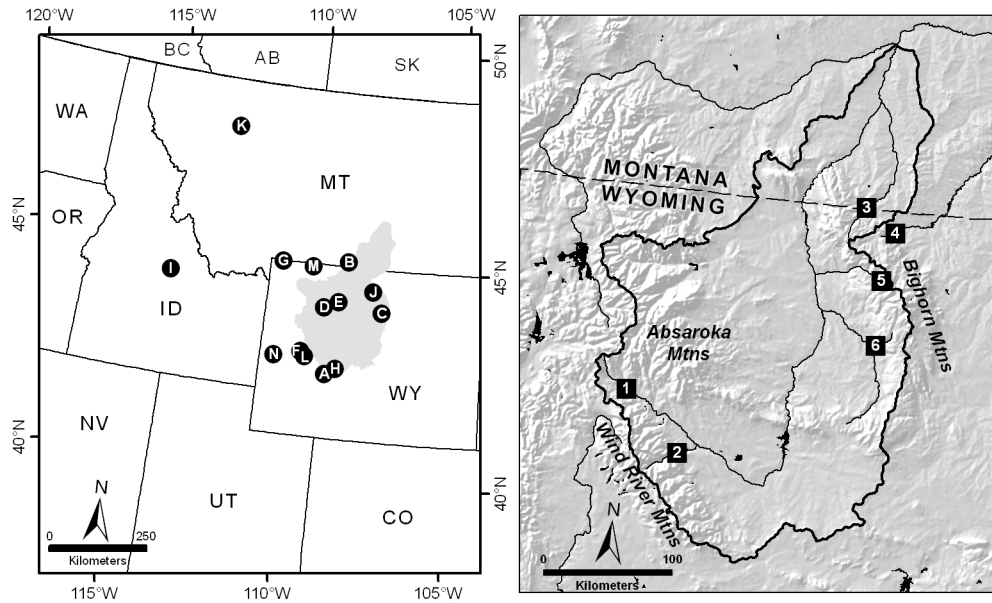 120°W 115°W 110°W 105°W
BC AB SK
50°N
WA
K
MT
45°N
OR
G M B
45°N
I
J
D E
C
ID
N F L
A H
WY
NV
40°N
UT
40°N
CO
N
0 250
Kilometers
115°W 110°W 105°W
MONTANA
WYOMING
3
4
Bighorn Mtns
5
Absaroka
Mtns
6
1
Wind River Mtns
2
N
0 100
Kilometers